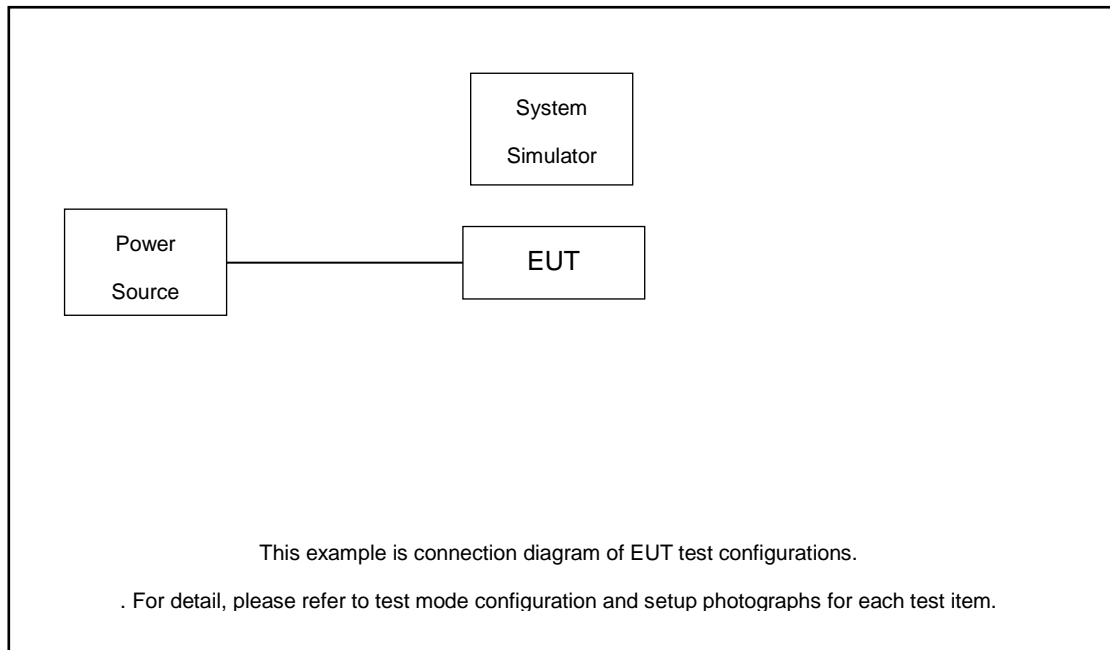 System
Simulator
Power
Source
EUT
This example is connection diagram of EUT test configurations.
. For detail, please refer to test mode configuration and setup photographs for each test item.